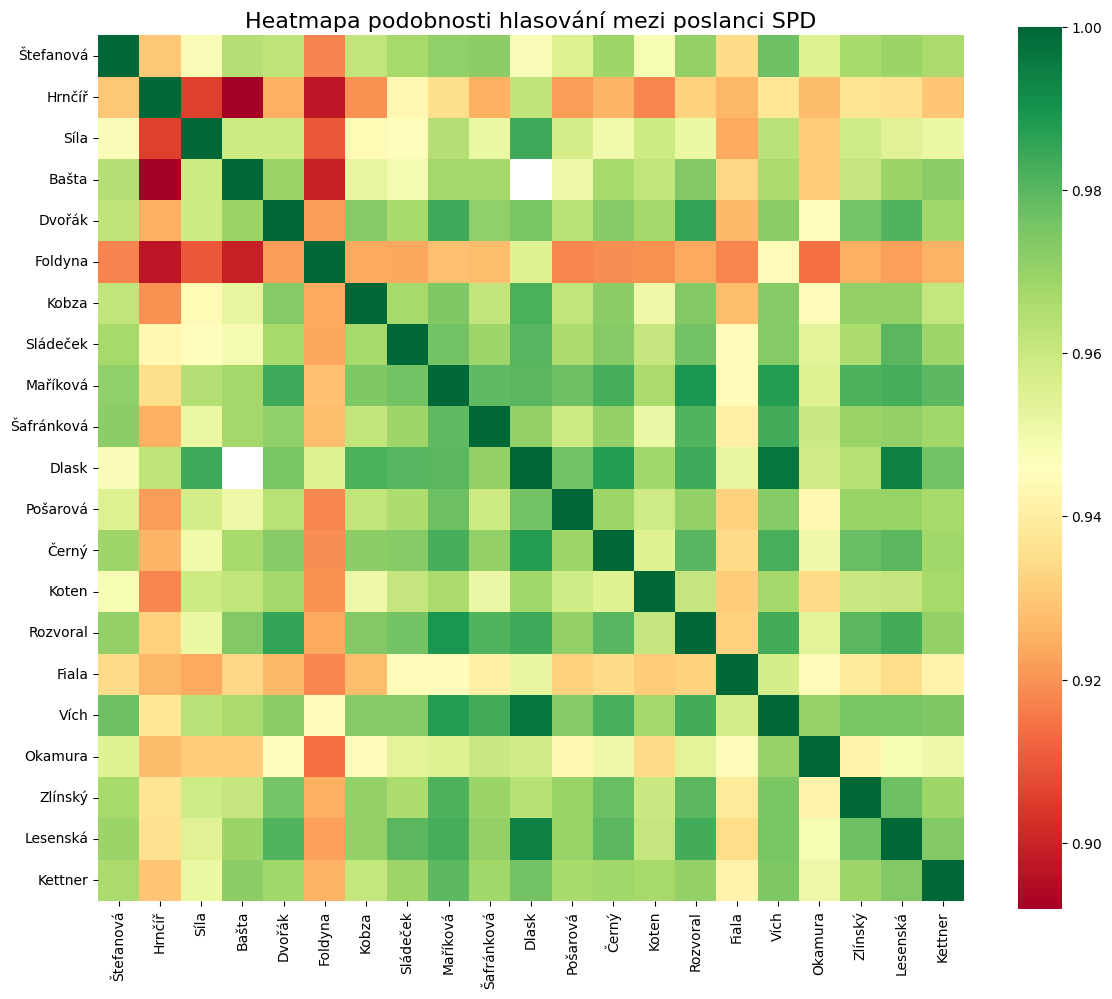 Heatmapa podobnosti hlasování mezi poslanci SPD
Štefanová
Hrnčíř
Síla
Bašta
Dvořák
Foldyna
Kobza
Sládeček
Maříková
Šafránková
Dlask
Pošarová
Černý
Koten
Rozvoral
Fiala
Vích
Okamura
Zlínský
Lesenská
Kettner
Štefanová
Hrnčíř
Síla
Bašta
Dvořák
Foldyna
Kobza
Sládeček
Maříková
Šafránková
Dlask
Pošarová
Černý
Koten
Rozvoral
Fiala
Vích
Okamura
Zlínský
Lesenská
Kettner
1.00
0.98
0.96
0.94
0.92
0.90